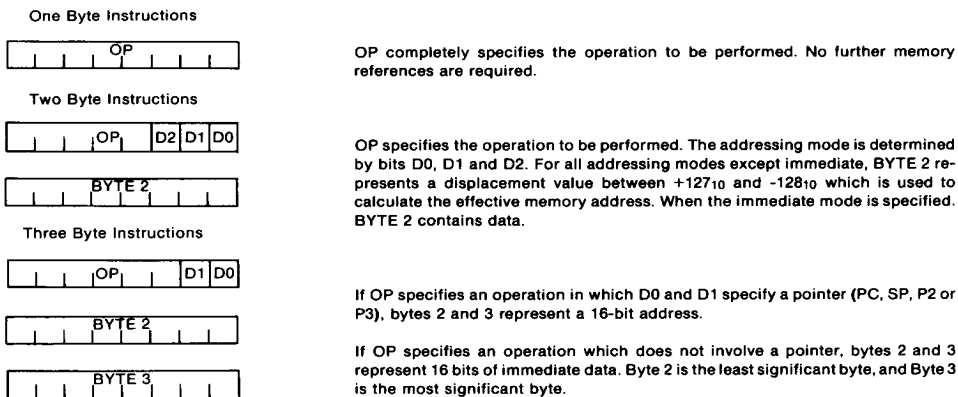 One Byte Instructions
OP
OP completely specifies the operation to be performed. No further memory
references are required.
Two Byte Instructions
OP D2 D1 D0
BYTE 2
OP specifies the operation to be performed. The addressing mode is determined
by bits D0, D1 and D2. For all addressing modes except immediate, BYTE 2 re-
presents a displacement value between +127₁₀ and -128₁₀ which is used to
calculate the effective memory address. When the immediate mode is specified.
BYTE 2 contains data.
Three Byte Instructions
OP D1 D0
BYTE 2
BYTE 3
If OP specifies an operation in which D0 and D1 specify a pointer (PC, SP, P2 or
P3), bytes 2 and 3 represent a 16-bit address.
If OP specifies an operation which does not involve a pointer, bytes 2 and 3
represent 16 bits of immediate data. Byte 2 is the least significant byte, and Byte 3
is the most significant byte.